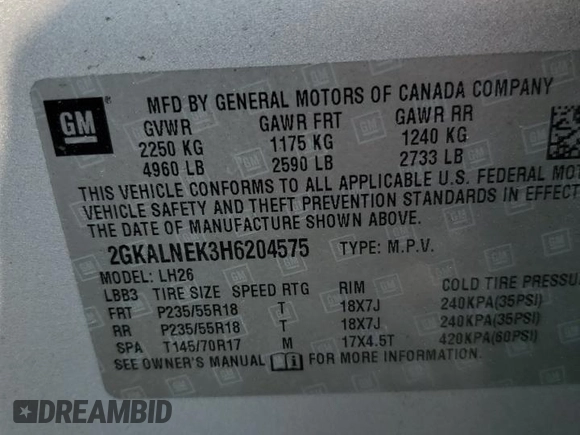 GM
MFD BY GENERAL MOTORS OF CANADA COMPANY
GVWR GAWR FRT GAWR RR
2250 KG 1175 KG 1240 KG
4960 LB 2590 LB 2733 LB
THIS VEHICLE CONFORMS TO ALL APPLICABLE U.S. FEDERAL MOT
VEHICLE SAFETY AND THEFT PREVENTION STANDARDS IN EFFECT
THE DATE OF MANUFACTURE SHOWN ABOVE.
2GKALNEK3H6204575 TYPE: M.P.V.
MODEL: LH26
LBB3 TIRE SIZE SPEED RTG RIM COLD TIRE PRESSU
FRT P235/55R18 T 18X7J 240KPA(35PSI)
RR P235/55R18 T 18X7J 240KPA(35PSI)
SPA T145/70R17 M 17X4.5T 420KPA(60PSI)
SEE OWNER'S MANUAL FOR MORE INFORMATION
DREAMBID